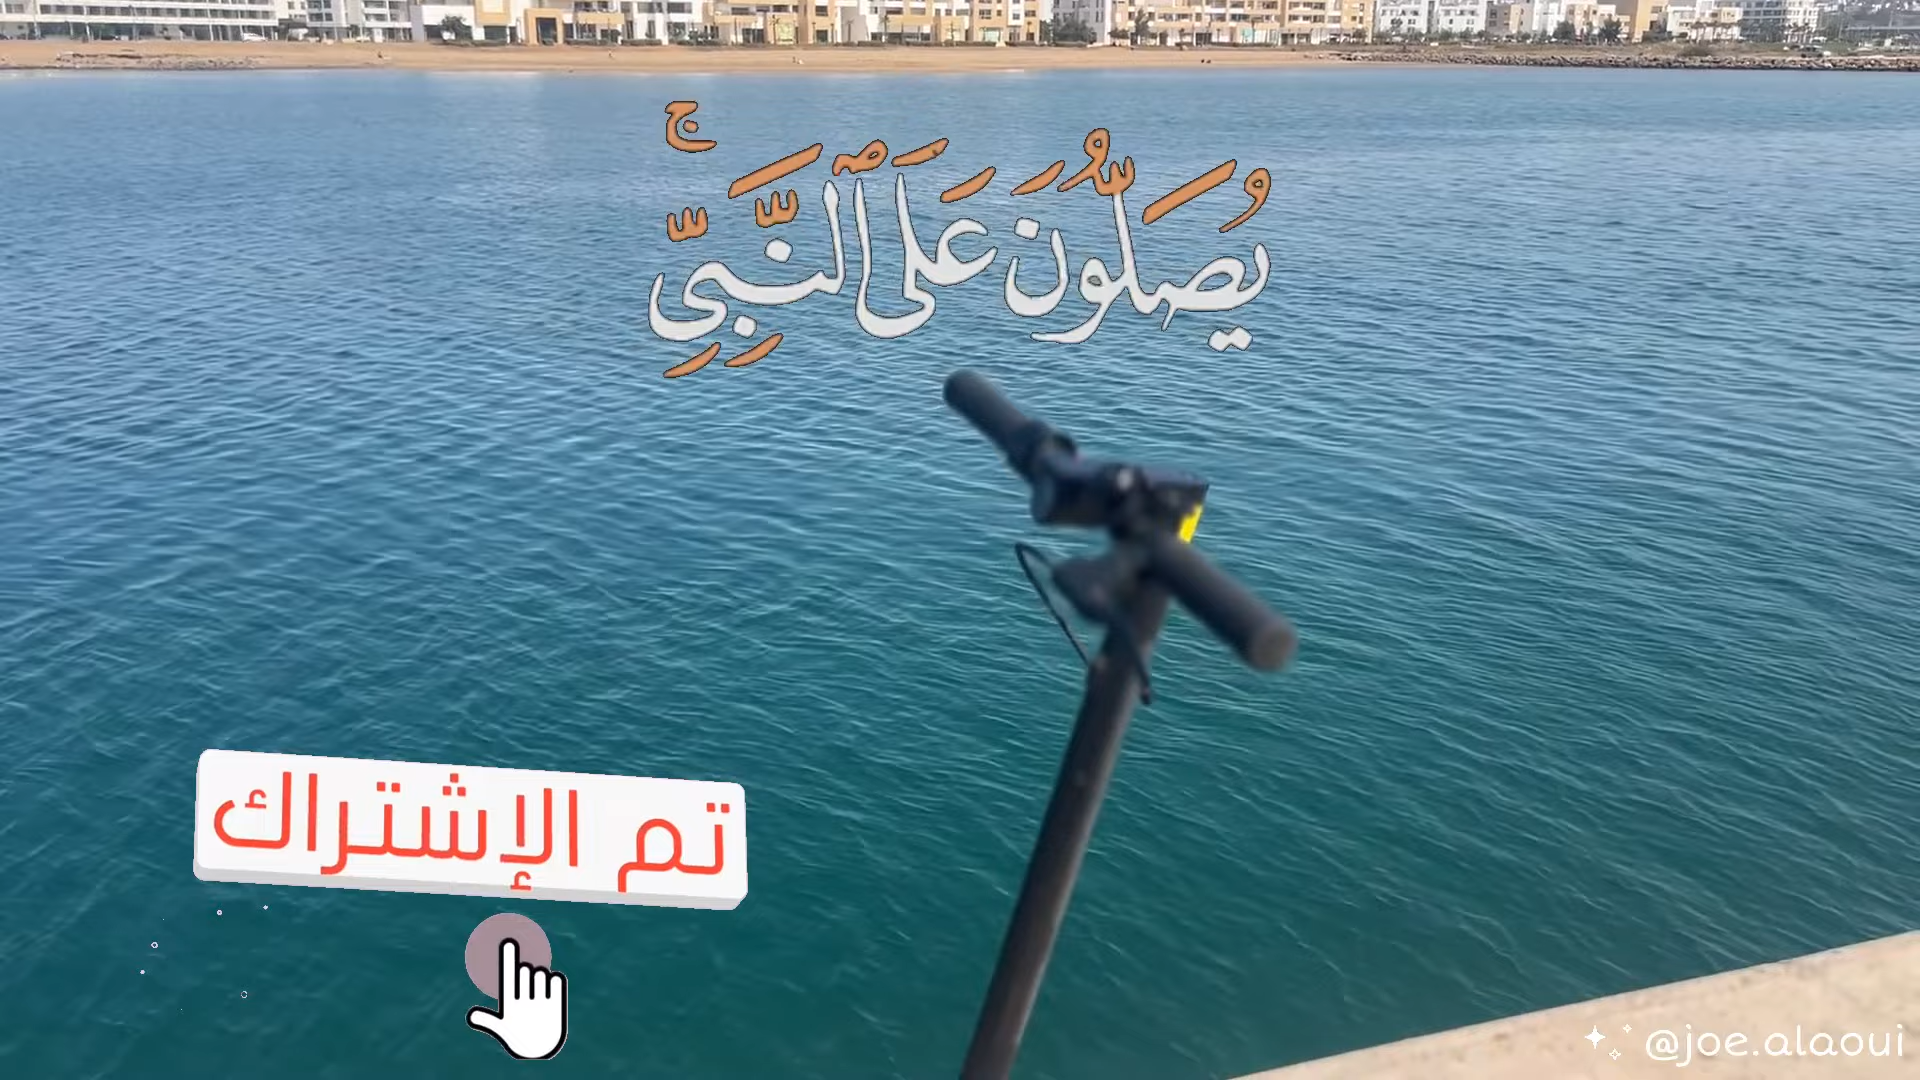 يُصَلُّونَ عَلَى ٱلنَّبِيِّۚ
تم الإشتراك
@joe.alaoui